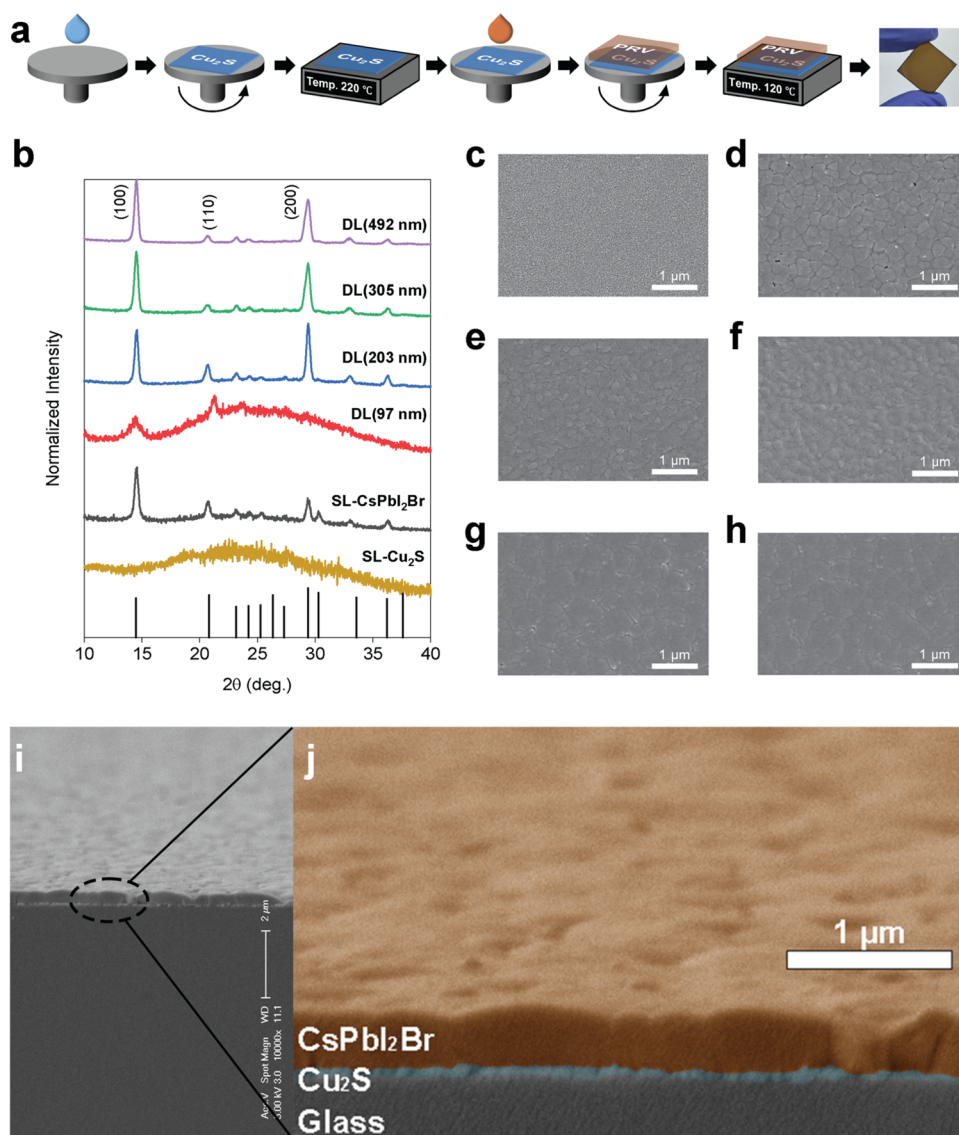 a
Cu₂S
Cu₂S
Temp. 220 ℃
Cu₂S
PRV
Cu₂S
PRV
Cu₂S
Temp. 120 ℃
b
(100)
(110)
(200)
DL(492 nm)
DL(305 nm)
DL(203 nm)
DL(97 nm)
SL-CsPbI₂Br
SL-Cu₂S
Normalized Intensity
10 15 20 25 30 35 40
2θ (deg.)
c
1 µm
d
1 µm
e
1 µm
f
1 µm
g
1 µm
h
1 µm
i
2 µm
Spot Magn WD
3.0 10000x 11.1
j
1 µm
CsPbI₂Br
Cu₂S
Glass